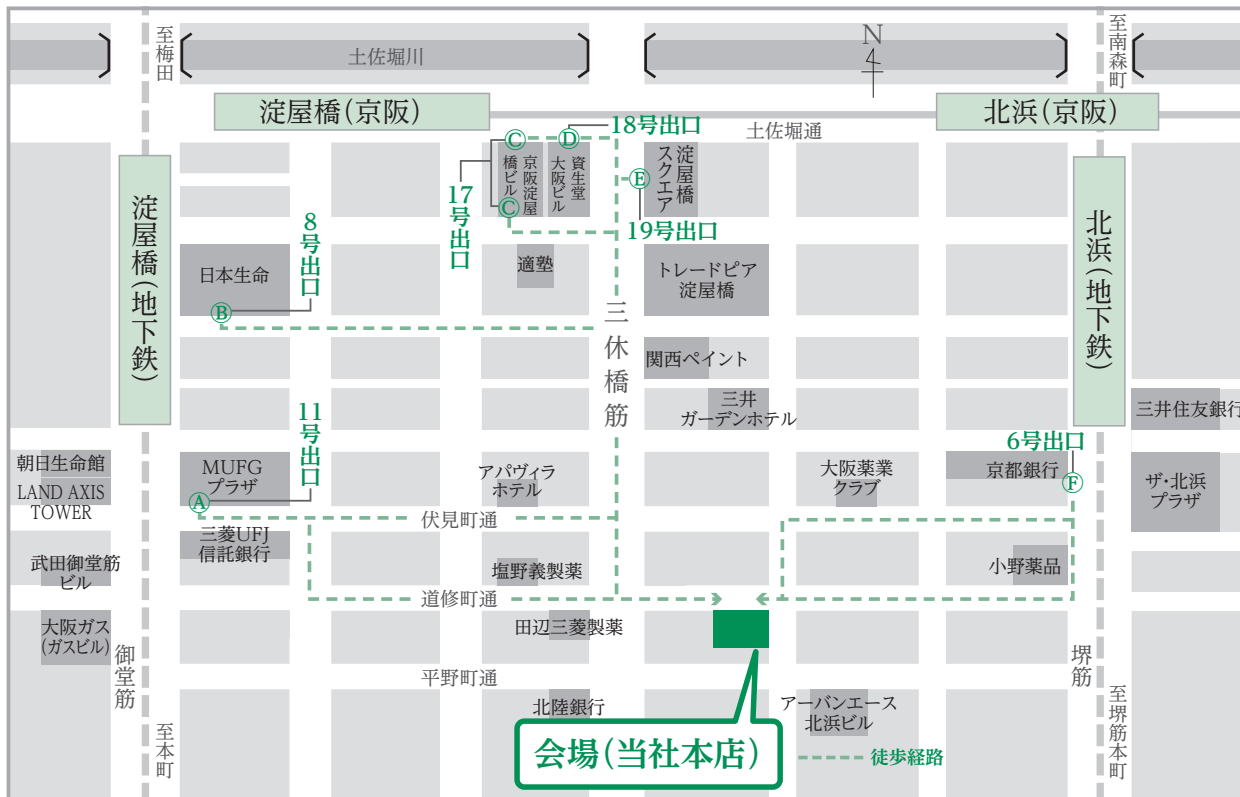 至梅田
土佐堀川
N
至南森町
淀屋橋(京阪)
北浜(京阪)
18号出口
土佐堀通
C
D
京阪淀屋
橋ビル
C
資生堂
大阪ビル
E
淀屋橋
スクエア
17号出口
19号出口
淀屋橋(地下鉄)
北浜(地下鉄)
8号出口
日本生命
B
適塾
トレードピア
淀屋橋
三休橋筋
関西ペイント
三井
ガーデンホテル
三井住友銀行
11号出口
6号出口
朝日生命館
LAND AXIS
TOWER
MUFG
プラザ
A
アパヴィラ
ホテル
大阪薬業
クラブ
京都銀行
F
ザ・北浜
プラザ
伏見町通
三菱UFJ
信託銀行
武田御堂筋
ビル
塩野義製薬
小野薬品
道修町通
大阪ガス
(ガスビル)
田辺三菱製薬
御堂筋
平野町通
堺筋
至本町
北陸銀行
アーバンエース
北浜ビル
至堺筋本町
会場(当社本店)
徒歩経路